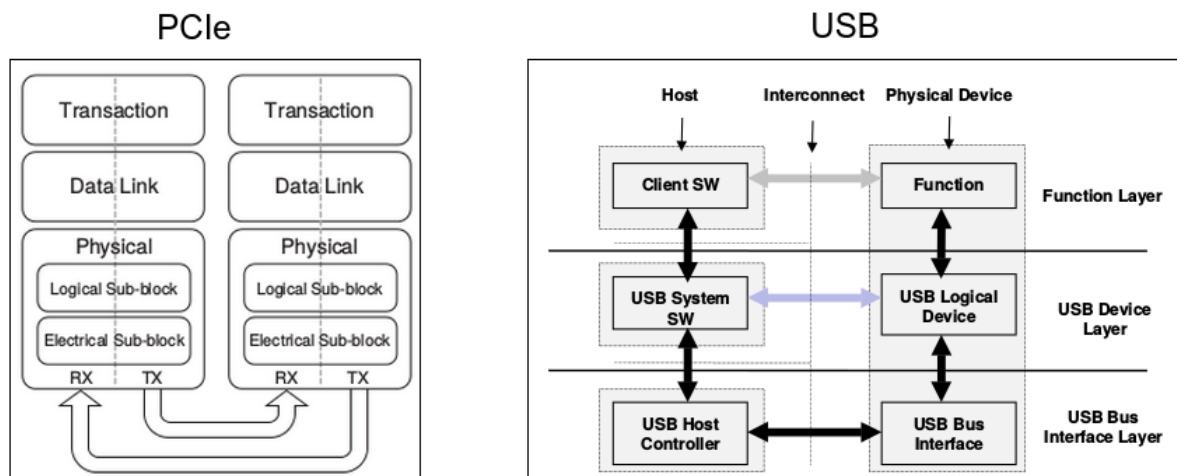 PCIe
Transaction
Transaction
Data Link
Data Link
Physical
Physical
Logical Sub-block
Logical Sub-block
Electrical Sub-block
Electrical Sub-block
RX TX
RX TX
USB
Host
Interconnect
Physical Device
Client SW
Function
Function Layer
USB System
SW
USB Logical
Device
USB Device
Layer
USB Host
Controller
USB Bus
Interface
USB Bus
Interface Layer